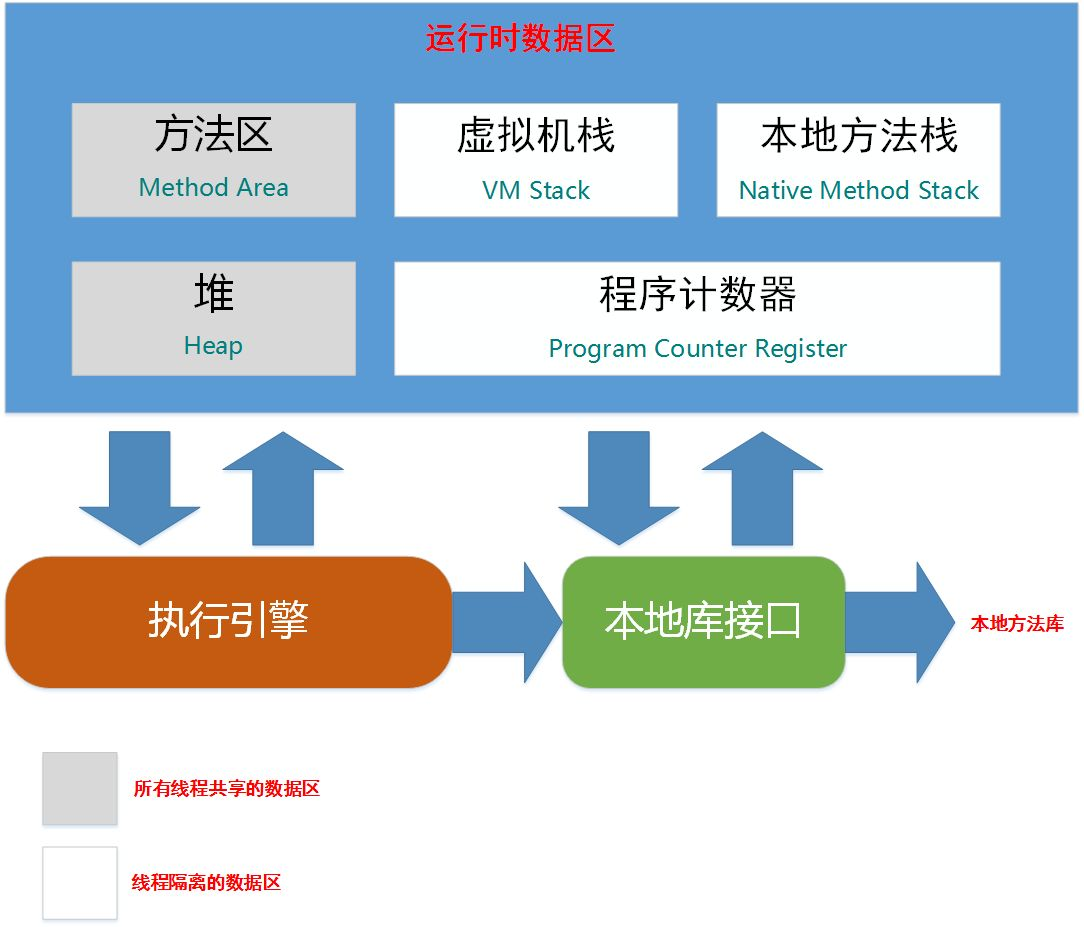 运行时数据区
方法区
Method Area
虚拟机栈
VM Stack
本地方法栈
Native Method Stack
堆
Heap
程序计数器
Program Counter Register
执行引擎
本地库接口
本地方法库
所有线程共享的数据区
线程隔离的数据区